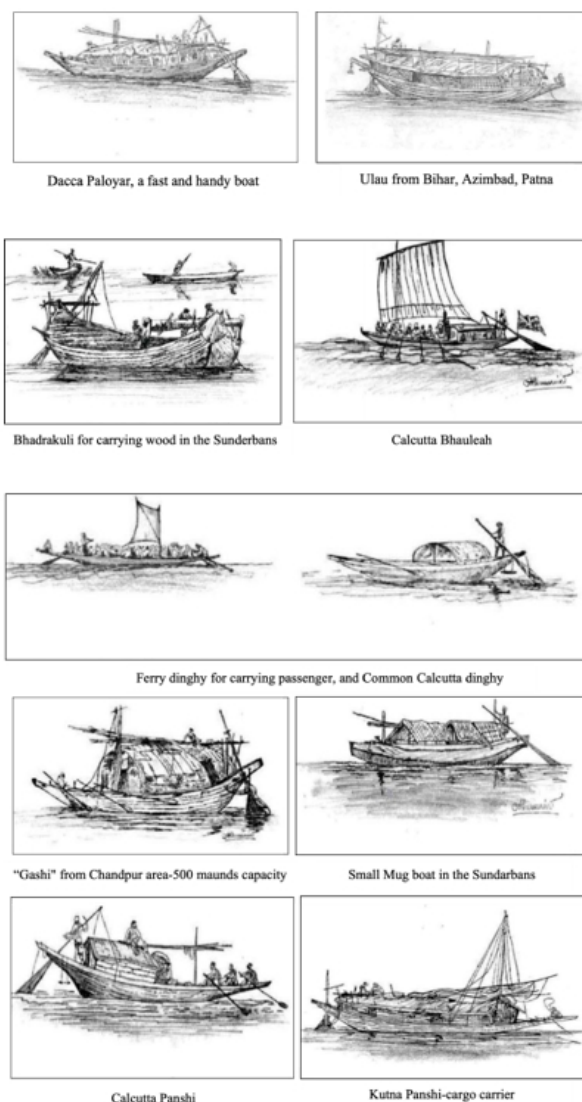 Dacca Paloyar, a fast and handy boat
Ulau from Bihar, Azimbad, Patna
Bhadrakuli for carrying wood in the Sunderbans
Calcutta Bhauleah
Ferry dinghy for carrying passenger, and Common Calcutta dinghy
"Gashi" from Chandpur area-500 maunds capacity
Small Mug boat in the Sundarbans
Calcutta Panshi
Kutna Panshi-cargo carrier